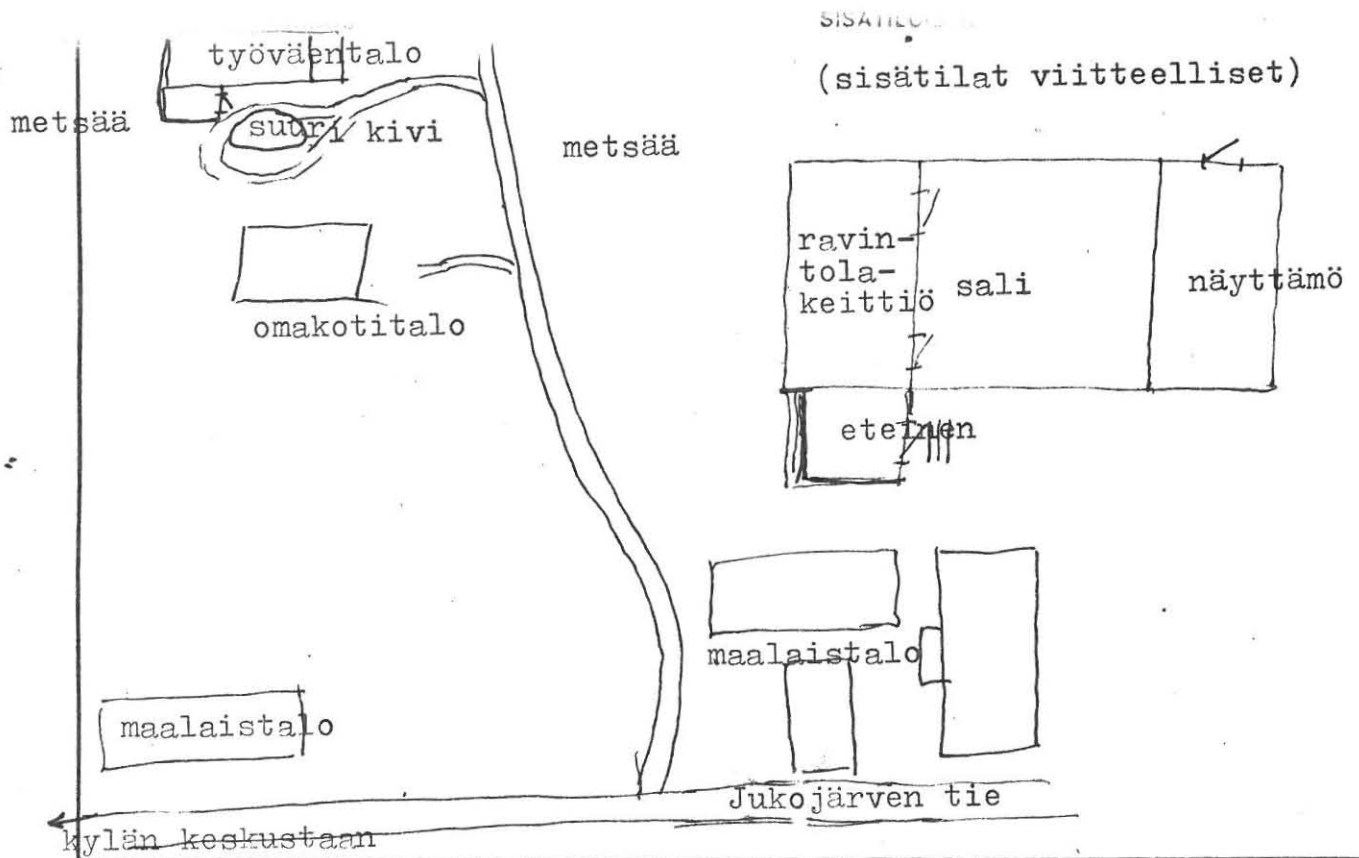 työväentalo
metsää
suuri kivi
metsää
omakotitalo
(sisätilat viitteelliset)
ravin-
tola-
keittiö
sali
näyttämö
eteinen
maalaistalo
maalaistalo
Jukojärven tie
kylän keskustaan